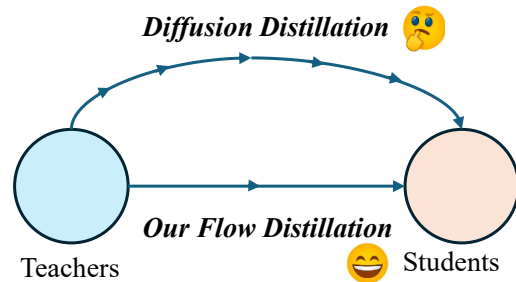 Diffusion Distillation
Our Flow Distillation
Teachers
Students